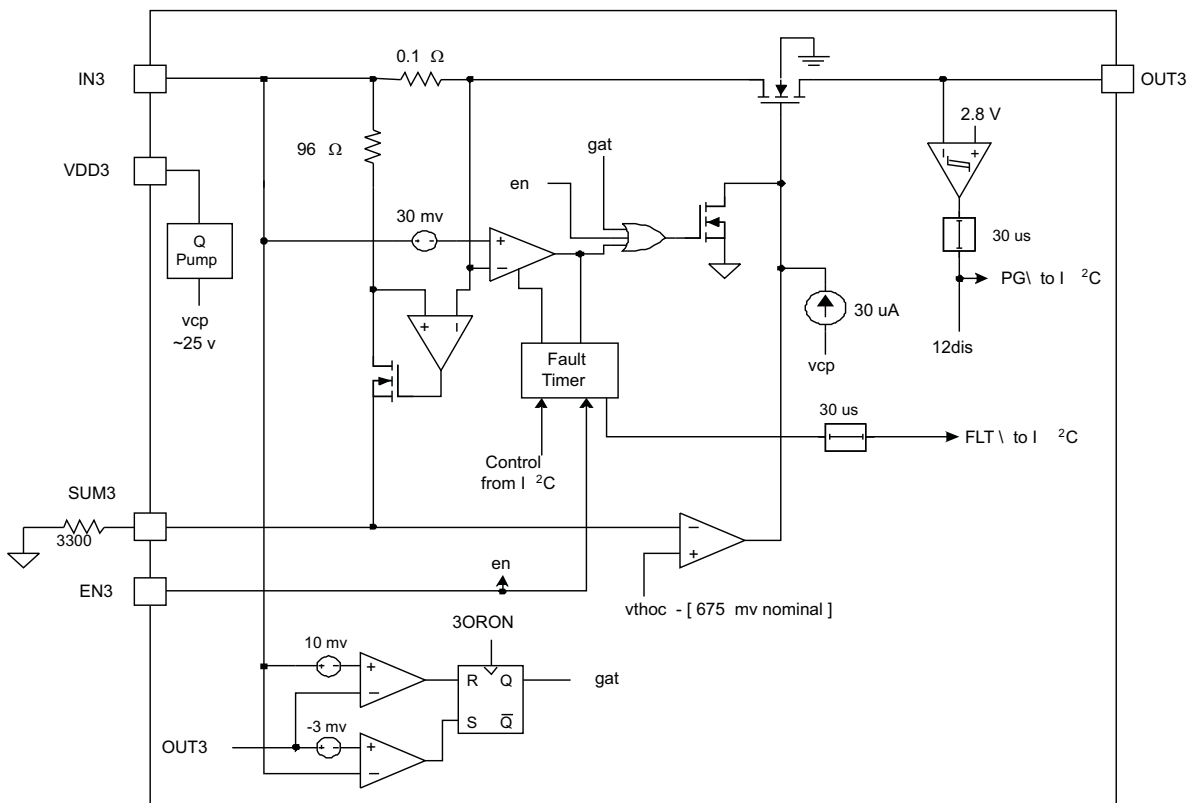 IN3
0.1 Ω
OUT3
2.8 V
96 Ω
gat
VDD3
en
30 mv
30 us
Q
Pump
PG\ to I ²C
30 uA
vcp
~25 v
12dis
vcp
Fault
Timer
30 us
FLT \ to I ²C
Control
from I ²C
SUM3
3300
en
EN3
vthoc - [ 675 mv nominal ]
3ORON
10 mv
R Q
gat
S Q̅
-3 mv
OUT3